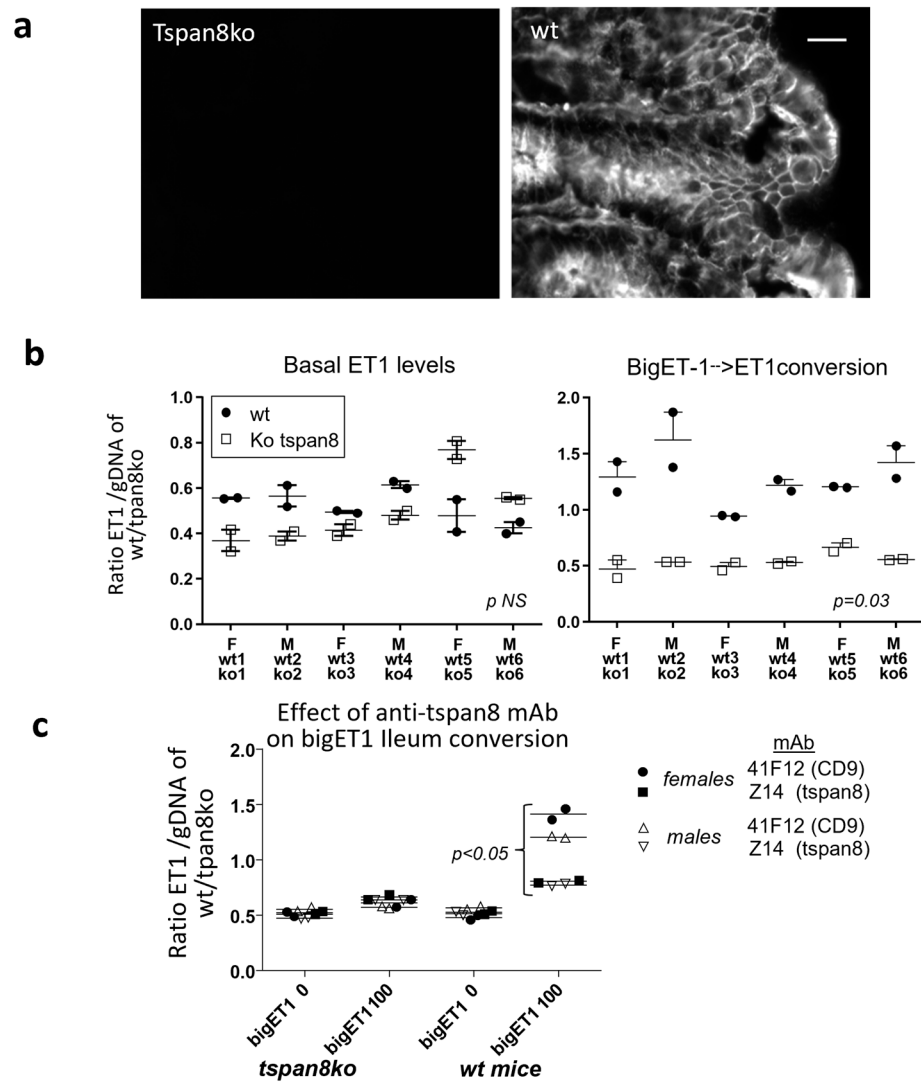 a
Tspan8ko
wt
b
Basal ET1 levels
Ratio ET1 /gDNA of
wt/tpan8ko
1.0
0.8
0.6
0.4
0.2
0.0
wt
Ko tspan8
p NS
F M F M F M
wt1 wt2 wt3 wt4 wt5 wt6
ko1 ko2 ko3 ko4 ko5 ko6
BigET-1-->ET1conversion
2.0
1.5
1.0
0.5
0.0
p=0.03
F M F M F M
wt1 wt2 wt3 wt4 wt5 wt6
ko1 ko2 ko3 ko4 ko5 ko6
c
Effect of anti-tspan8 mAb
on bigET1 Ileum conversion
Ratio ET1 /gDNA of
wt/tpan8ko
2.0
1.5
1.0
0.5
0.0
p<0.05
bigET1 0
bigET1 100
bigET1 0
bigET1 100
tspan8ko
wt mice
mAb
females 41F12 (CD9)
Z14 (tspan8)
males 41F12 (CD9)
Z14 (tspan8)